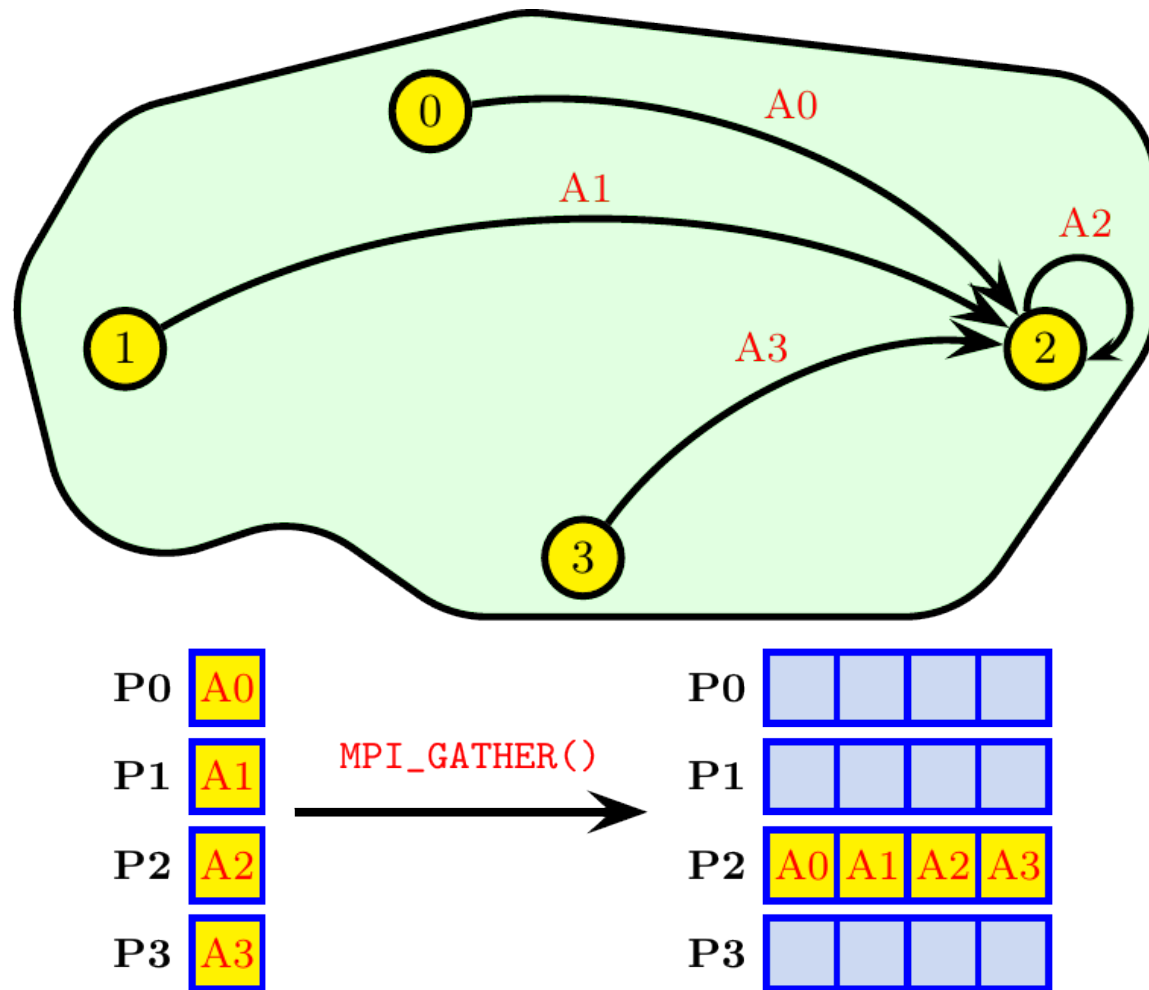 0
A0
A1
A2
1
A3
2
3
P0 A0
P1 A1
P2 A2
P3 A3
MPI_GATHER()
P0
P1
P2 A0 A1 A2 A3
P3